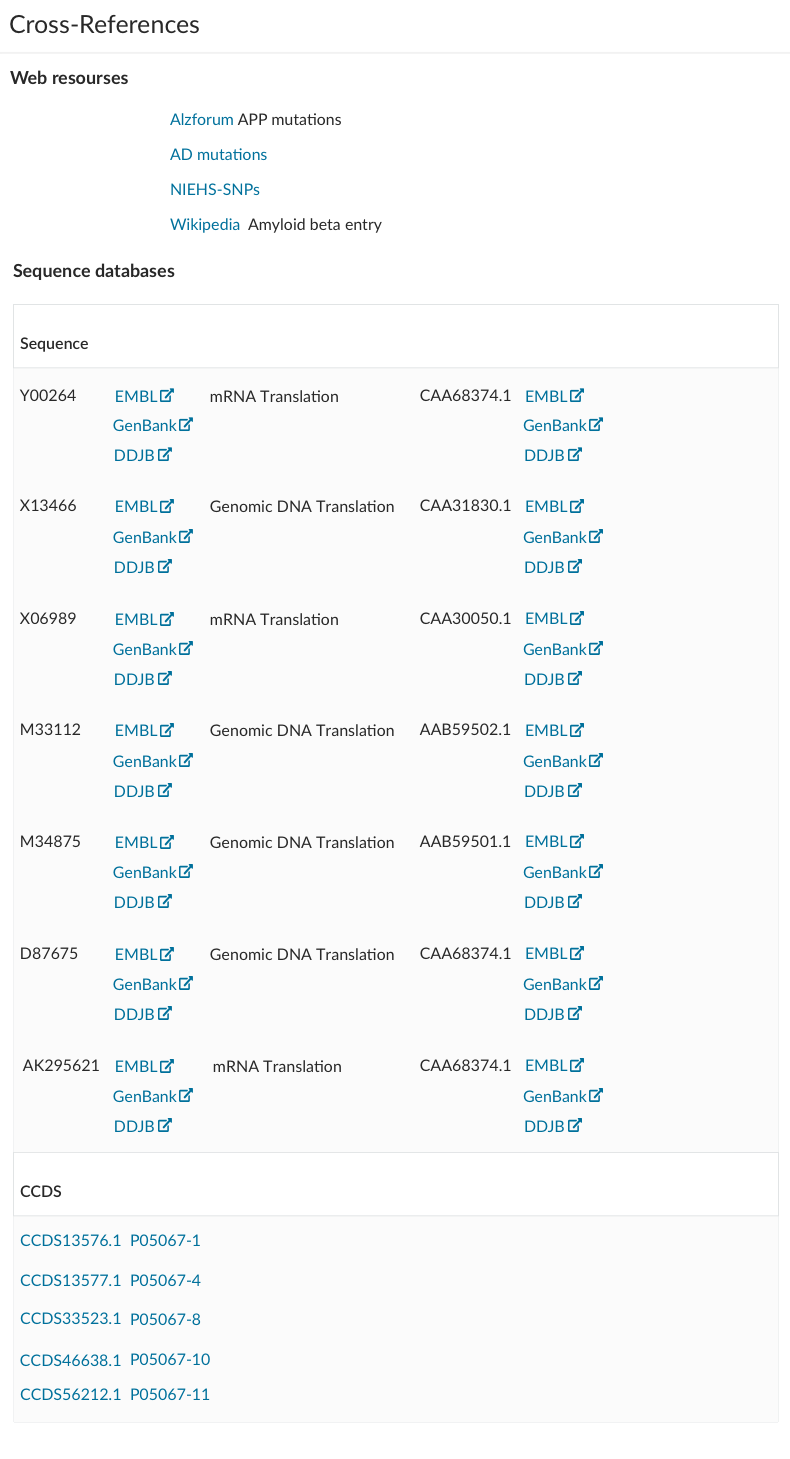 Cross-References
Web resourses
Alzforum APP mutations
AD mutations
NIEHS-SNPs
Wikipedia Amyloid beta entry
Sequence databases
Sequence
Y00264 EMBL mRNA Translation CAA68374.1 EMBL
GenBank GenBank
DDJB DDJB
X13466 EMBL Genomic DNA Translation CAA31830.1 EMBL
GenBank GenBank
DDJB DDJB
X06989 EMBL mRNA Translation CAA30050.1 EMBL
GenBank GenBank
DDJB DDJB
M33112 EMBL Genomic DNA Translation AAB59502.1 EMBL
GenBank GenBank
DDJB DDJB
M34875 EMBL Genomic DNA Translation AAB59501.1 EMBL
GenBank GenBank
DDJB DDJB
D87675 EMBL Genomic DNA Translation CAA68374.1 EMBL
GenBank GenBank
DDJB DDJB
AK295621 EMBL mRNA Translation CAA68374.1 EMBL
GenBank GenBank
DDJB DDJB
CCDS
CCDS13576.1 P05067-1
CCDS13577.1 P05067-4
CCDS33523.1 P05067-8
CCDS46638.1 P05067-10
CCDS56212.1 P05067-11